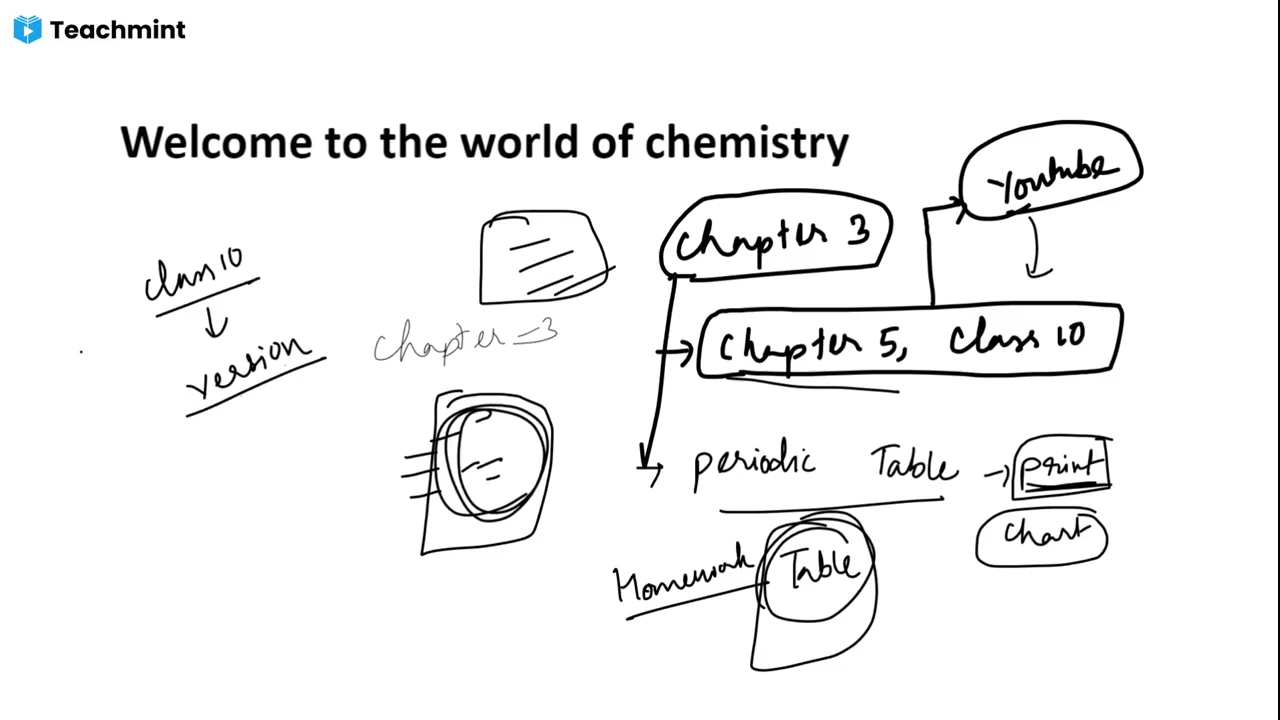 Teachmint
Welcome to the world of chemistry
Youtube
Chapter 3
Class 10
version
Chapter - 3
Chapter 5, Class 10
periodic Table
print
Chart
Homework
Table